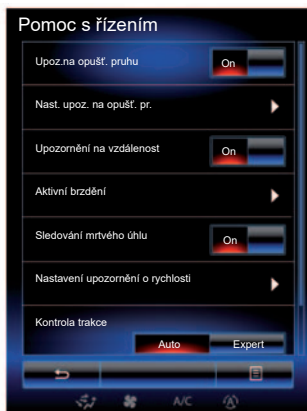 Pomoc s řízením
Upoz.na opušť. pruhu On
Nast. upoz. na opušť. pr.
Upozornění na vzdálenost On
Aktivní brzdění
Sledování mrtvého úhlu On
Nastavení upozornění o rychlosti
Kontrola trakce
Auto Expert
A/C